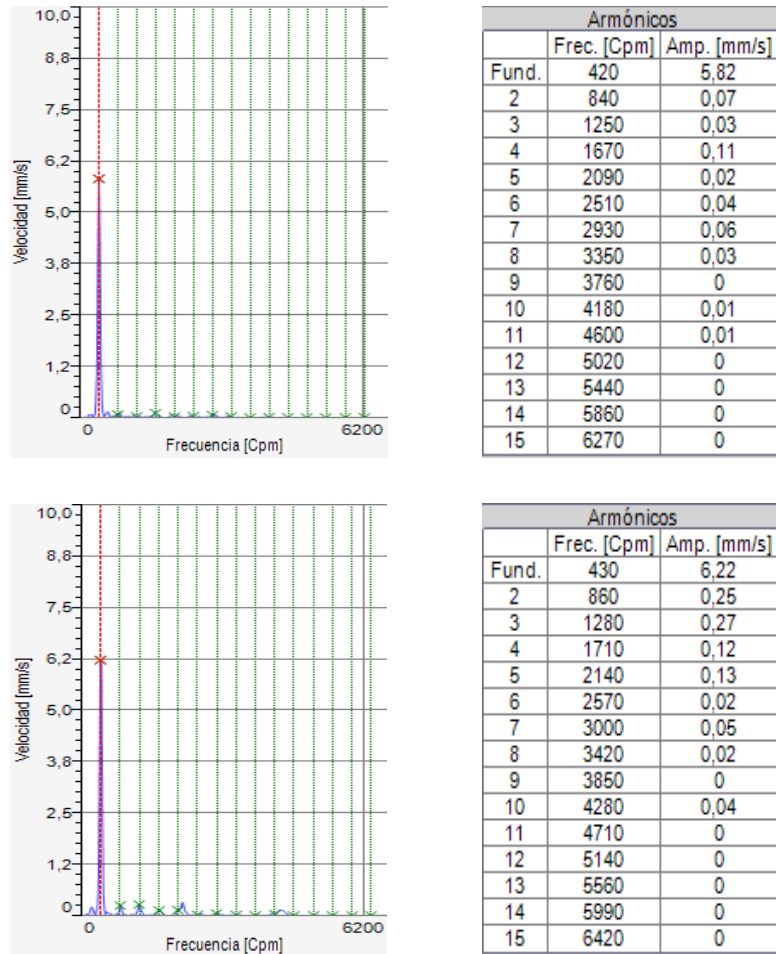 10,0
8,8
7,5
6,2
5,0
3,8
2,5
1,2
0
Velocidad [mm/s]
0 6200
Frecuencia [Cpm]
Armónicos
Frec. [Cpm] Amp. [mm/s]
Fund. 420 5,82
2 840 0,07
3 1250 0,03
4 1670 0,11
5 2090 0,02
6 2510 0,04
7 2930 0,06
8 3350 0,03
9 3760 0
10 4180 0,01
11 4600 0,01
12 5020 0
13 5440 0
14 5860 0
15 6270 0
10,0
8,8
7,5
6,2
5,0
3,8
2,5
1,2
0
Velocidad [mm/s]
0 6200
Frecuencia [Cpm]
Armónicos
Frec. [Cpm] Amp. [mm/s]
Fund. 430 6,22
2 860 0,25
3 1280 0,27
4 1710 0,12
5 2140 0,13
6 2570 0,02
7 3000 0,05
8 3420 0,02
9 3850 0
10 4280 0,04
11 4710 0
12 5140 0
13 5560 0
14 5990 0
15 6420 0